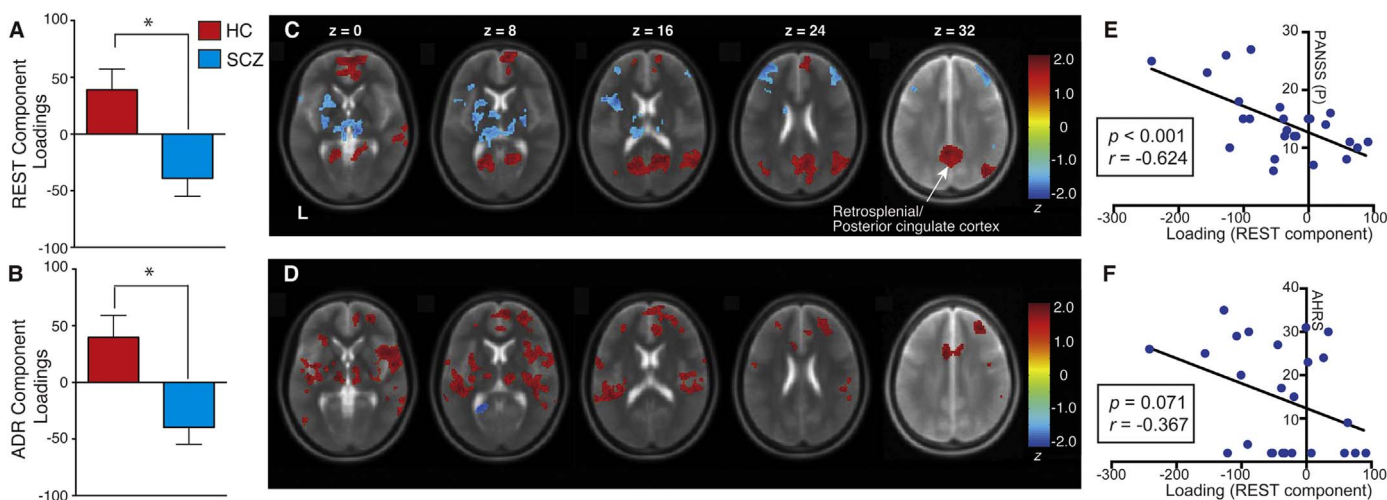 A
100
50
0
-50
-100
REST Component
Loadings
*
HC
SCZ
B
100
50
0
-50
-100
ADR Component
Loadings
*
C
z = 0
z = 8
z = 16
z = 24
z = 32
L
Retrosplenial/
Posterior cingulate cortex
2.0
1.0
0
-1.0
-2.0
z
D
2.0
1.0
0
-1.0
-2.0
z
E
30
20
10
PANSS (P)
p < 0.001
r = -0.624
-300
-200
-100
0
100
Loading (REST component)
F
40
30
20
10
AHRS
p = 0.071
r = -0.367
-300
-200
-100
0
100
Loading (REST component)